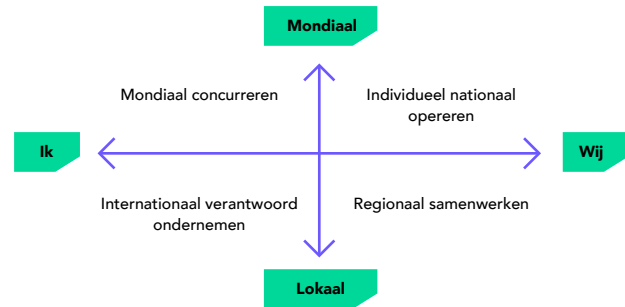 Mondiaal
Mondiaal concurreren
Individueel nationaal
opereren
Ik
Wij
Internationaal verantwoord
ondernemen
Regionaal samenwerken
Lokaal